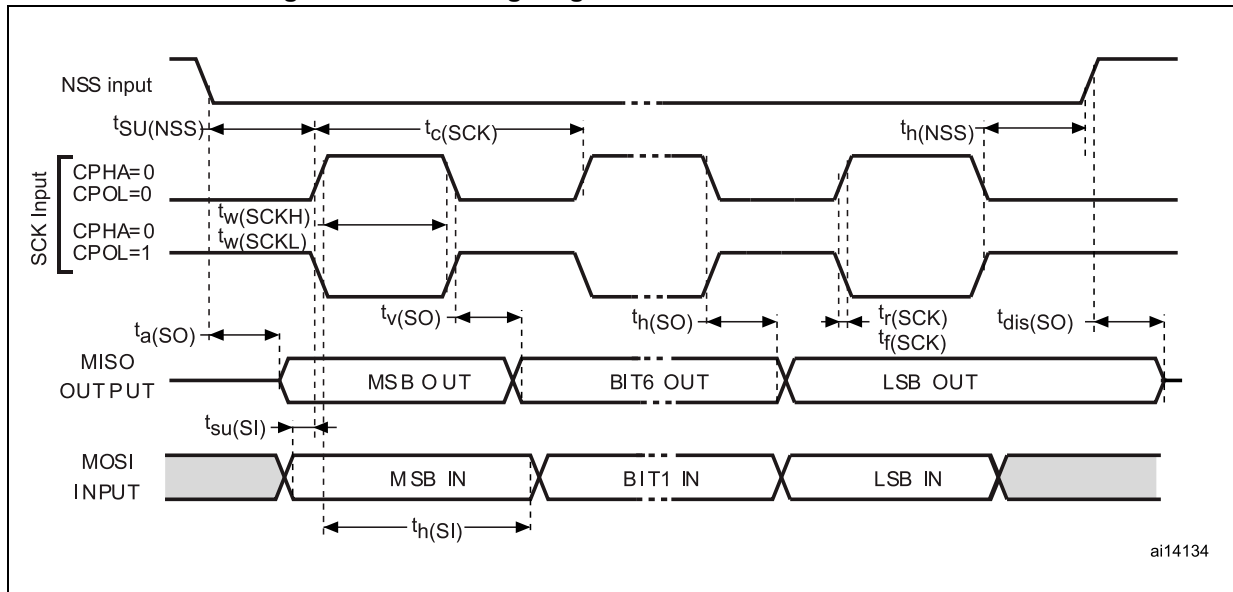 NSS input
tSU(NSS)
tc(SCK)
th(NSS)
SCK Input
CPHA=0
CPOL=0
CPHA=0
CPOL=1
tw(SCKH)
tw(SCKL)
ta(SO)
tv(SO)
th(SO)
tr(SCK)
tf(SCK)
tdis(SO)
MISO
OUTPUT
MSB OUT
BIT6 OUT
LSB OUT
tsu(SI)
MOSI
INPUT
MSB IN
BIT1 IN
LSB IN
th(SI)
ai14134